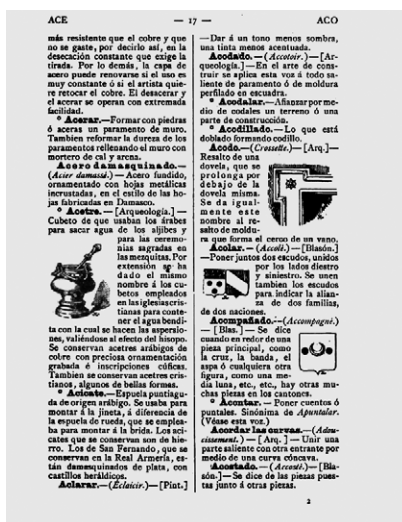 ACE — 17 — ACO
más resistente que el cobre y que
no se gaste, por decirlo así, en la
desecación constante que exige la
tirada. Por lo demás, la capa de
acero puede renovarse si el uso es
muy constante ó si el artista quie-
re retocar el cobre. El desacerar y
el acerar se operan con extremada
facilidad.
* Acerar.—Formar con piedras
ó aceras un paramento de muro.
Tambien reformar la dureza de los
paramentos rellenando el muro con
mortero de cal y arena.
Acero damasquinado.—
(Acier damassé.)—Acero fundido,
ornamentado con hojas metálicas
incrustadas, en el estilo de las ho-
jas fabricadas en Damasco.
* Acetre.—[Arqueología.]—
Cubeto de que usaban los árabes
para sacar agua de los aljibes y
para las ceremo-
nias sagradas en
las mezquitas. Por
extensión se ha
dado el mismo
nombre á los cu-
betos empleados
en las iglesias cris-
tianas para conte-
ner el agua bendi-
ta con la cual se hacen las aspersio-
nes, valiéndose al efecto del hisopo.
Se conservan acetres arábigos de
cobre con preciosa ornamentación
grabada é inscripciones cúficas.
Tambien se conservan acetres cris-
tianos, algunos de bellas formas.
* Acicate.—Espuela puntiagu-
da de origen arábigo. Se usaba para
montar á la jineta, á diferencia de
la espuela de rueda, que se emplea-
ba para montar á la brida. Los aci-
cates que se conservan son de hie-
rro. Los de San Fernando, que se
conservan en la Real Armería, es-
tán damasquinados de plata, con
castillos heráldicos.
Aclarar.—(Éclaicir.)—[Pint.]
—Dar á un tono menos sombra,
una tinta menos acentuada.
Acodado.—(Accotoir.)—[Ar-
queología.]—En el arte de cons-
truir se aplica esta voz á todo sa-
liente de paramento ó de moldura
perfilado en escuadra.
* Acodalar.—Afianzar por me-
dio de codales un terreno ó una
parte de construcción.
* Acodillado.—Lo que está
doblado formando codillo.
Acodo.—(Crossette.)—[Arq.]—
Resalto de una
dovela, que se
prolonga por
debajo de la
dovela misma.
Se da igual-
mente este
nombre al re-
salto de moldu-
ra que forma el cerco de un vano.
Acolar.—(Accolé.)—[Blasón.]
—Poner juntos dos escudos, unidos
por los lados diestro
y siniestro. Se unen
tambien los escudos
para indicar la alian-
za de dos familias,
de dos naciones.
Acompañado.—(Accompagné.)
—[Blas.]—Se dice
cuando en redor de una
pieza principal, como
la cruz, la banda, el
aspa ó cualquiera otra
figura, como una me-
dia luna, etc., etc., hay otras mu-
chas piezas en los cantones.
* Acontar.—Poner cuentos ó
puntales. Sinónima de Apuntalar.
(Véase esta voz.)
Acordar las curvas.—(Adou-
cissement.)—[Arq.]—Unir una
parte saliente con otra entrante por
medio de una curva cóncava.
Acostado.—(Accosté.)—[Bla-
són.]—Se dice de las piezas pues-
tas junto á otras piezas.
2